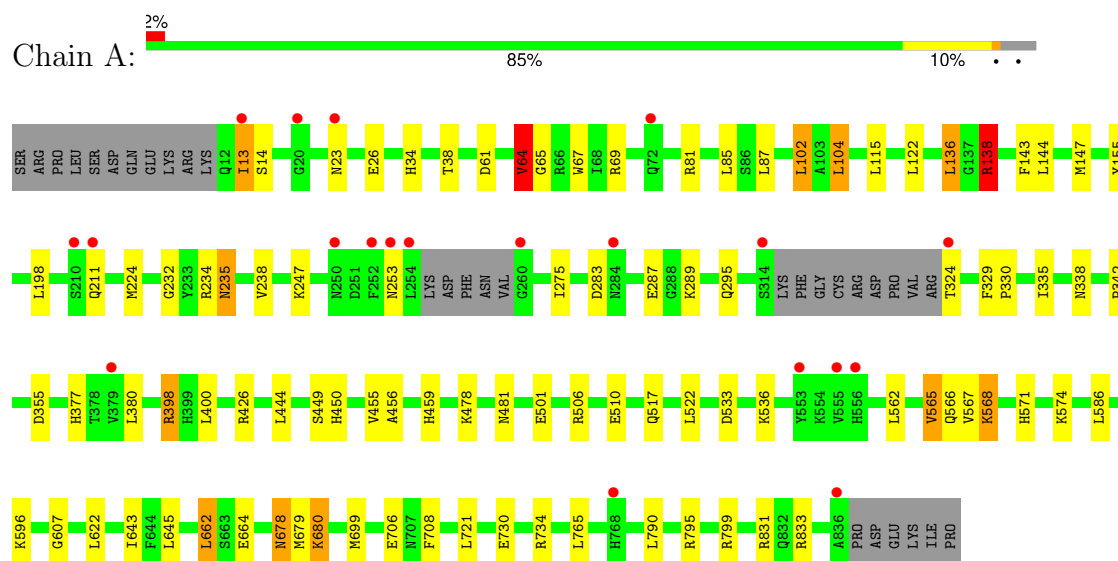 2%
Chain A:
85% 10% • •
SER ARG PRO LEU SER ASP GLN GLU LYS ARG LYS Q12 I13 S14 G20 N23 E26 H34 T38 D61 V64 G65 R66 W67 I68 R69 Q72 R81 L85 S86 L87 L102 A103 L104 L115 L122 L136 G137 R138 F143 L144 M147 Y155
L198 S210 Q211 M224 G232 Y233 R234 N235 V238 K247 N250 D251 F252 N253 L254 LYS ASP PHE ASN VAL G260 I275 D283 N284 E287 G288 K289 Q295 S314 LYS PHE GLY CYS ARG ASP PRO VAL ARG T324 F329 P330 I335 N338
D355 H377 T378 V379 L380 R398 H399 L400 R426 L444 S449 H450 V455 A456 H459 K478 N481 E501 R506 E510 Q517 L522 D533 K536 Y553 K554 V555 H556 L562 V565 Q566 V567 K568 H571 K574 L586
K596 G607 L622 I643 F644 L645 L662 S663 E664 N678 M679 K680 M699 E706 N707 F708 L721 E730 R734 L765 H768 L790 R795 R799 R831 Q832 R833 A836 PRO ASP GLU LYS ILE PRO